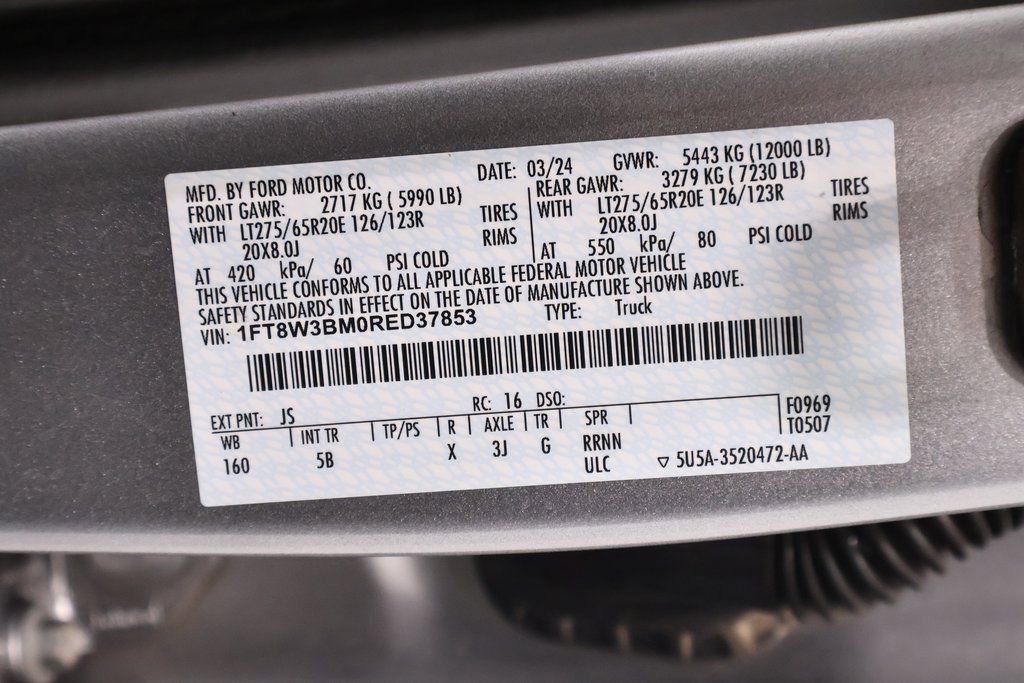 MFD. BY FORD MOTOR CO. DATE: 03/24 GVWR: 5443 KG (12000 LB)
FRONT GAWR: 2717 KG ( 5990 LB) REAR GAWR: 3279 KG ( 7230 LB)
WITH LT275/65R20E 126/123R TIRES WITH LT275/65R20E 126/123R TIRES
20X8.0J RIMS 20X8.0J RIMS
AT 420 kPa/ 60 PSI COLD AT 550 kPa/ 80 PSI COLD
THIS VEHICLE CONFORMS TO ALL APPLICABLE FEDERAL MOTOR VEHICLE
SAFETY STANDARDS IN EFFECT ON THE DATE OF MANUFACTURE SHOWN ABOVE.
VIN: 1FT8W3BM0RED37853 TYPE: Truck
EXT PNT: JS RC: 16 DSO: F0969
WB INT TR TP/PS R AXLE TR SPR T0507
160 5B X 3J G RRNN
ULC ▽ 5U5A-3520472-AA